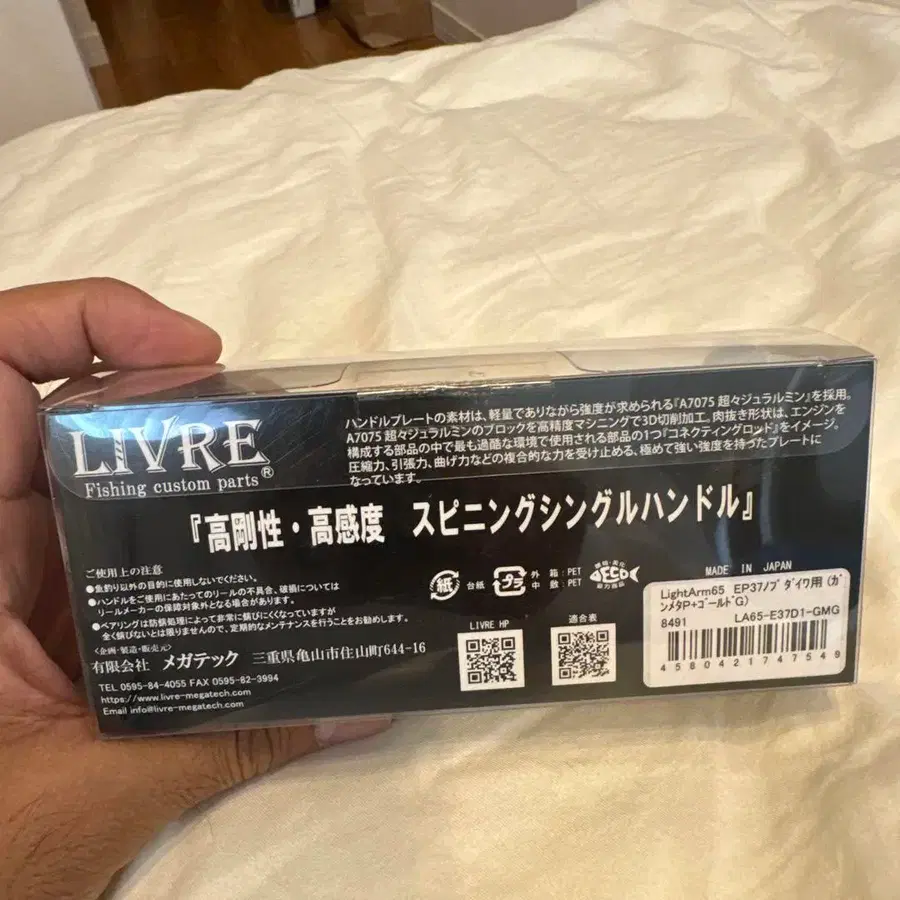 LIVRE
Fishing custom parts®
ハンドルプレートの素材は、軽量でありながら強度が求められる『A7075 超々ジュラルミン』を採用。
A7075 超々ジュラルミンのブロックを高精度マシニングで3D切削加工。肉抜き形状は、エンジンを
構成する部品の中で最も過酷な環境で使用される部品の1つ『コネクティングロッド』をイメージ。
圧縮力、引張力、曲げ力などの複合的な力を受け止める、極めて強い強度を持ったプレートに
なっています。
『高剛性・高感度 スピニングシングルハンドル』
ご使用上の注意
●魚釣り以外の目的に使用しないでください。
●ハンドルをご使用にあたってのリールの不具合、破損については
リールメーカーの保障対象外となる場合があります。
●ベアリングは防錆処理によって非常に錆びにくくなっていますが
全く錆びないとは限りませんので、定期的なメンテナンスを行うことをお勧めします。
<企画・製造・販売元>
有限会社 メガテック 三重県亀山市住山町644-16
TEL 0595-84-4055 FAX 0595-82-3994
https://www.livre-megatech.com/
Email info@livre-megatech.com
紙
台紙
プラ
外箱:PET
中敷:PET
ECO
LIVRE HP
適合表
MADE IN JAPAN
LightArm65 EP37ノブ ダイワ用 (ガ
ンメタP+ゴールドG)
8491 LA65-E37D1-GMG
4580421747549